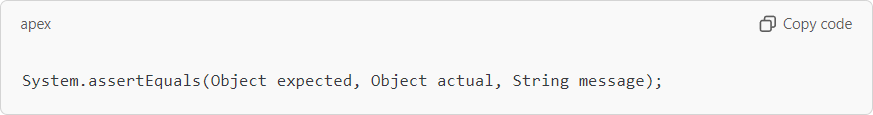 apex
Copy code
System.assertEquals(Object expected, Object actual, String message);